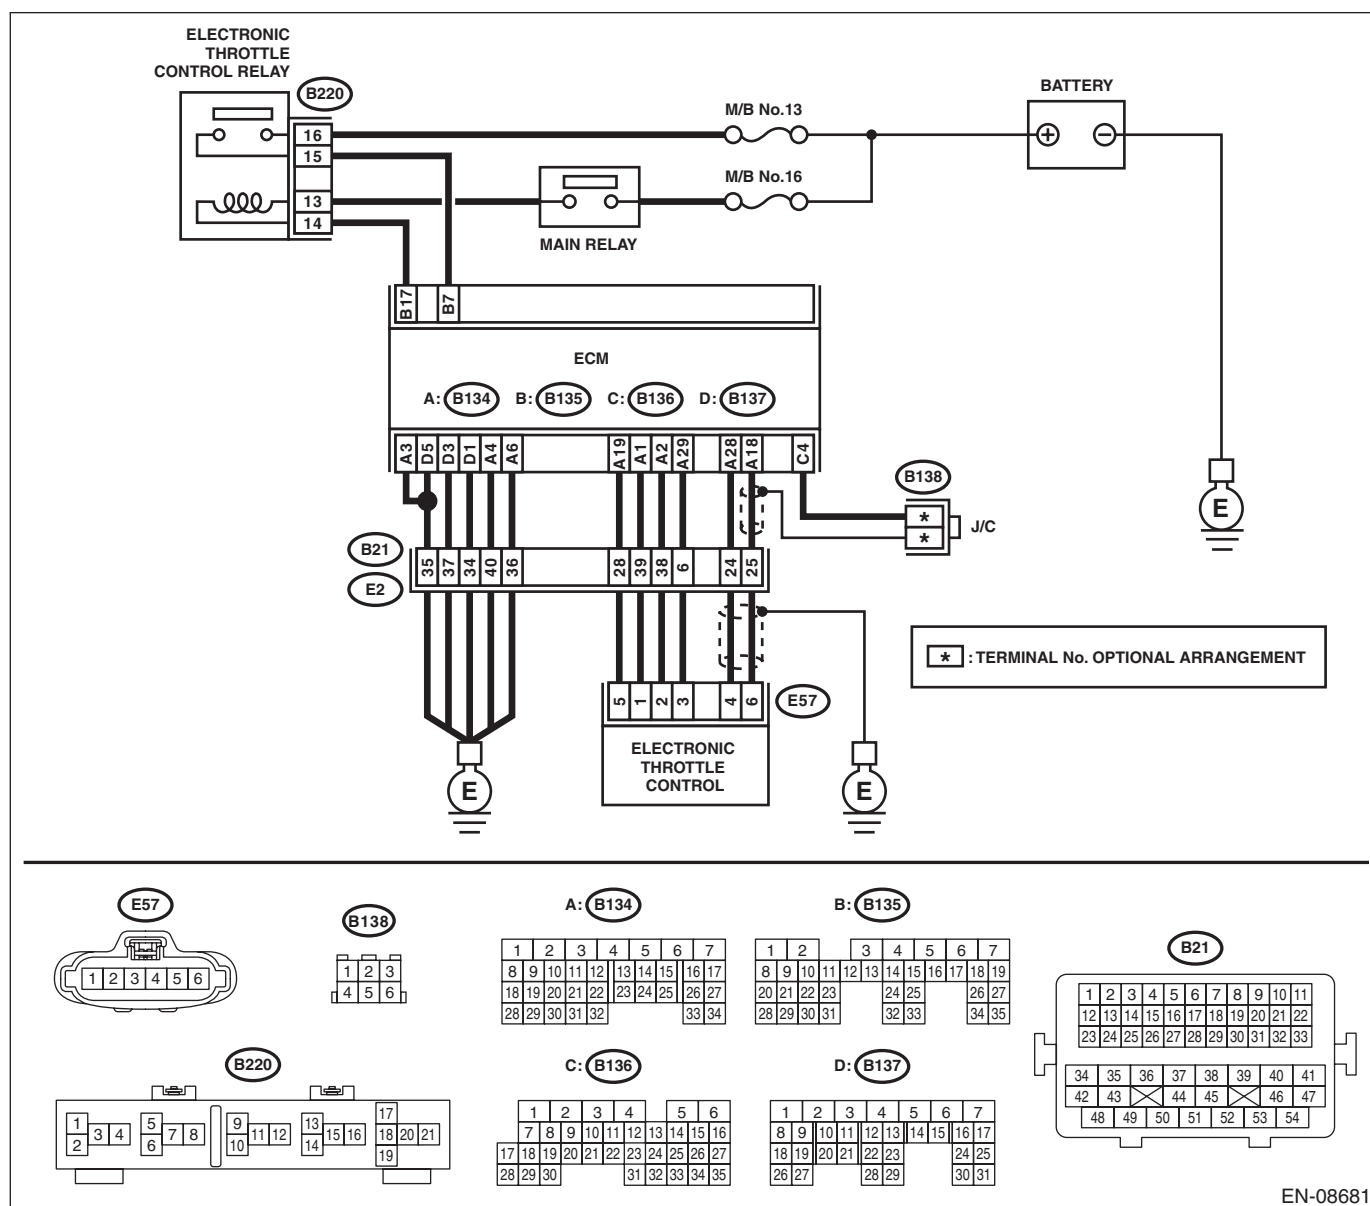 ELECTRONIC
THROTTLE
CONTROL RELAY
B220
16
15
13
14
M/B No.13
M/B No.16
MAIN RELAY
BATTERY
+ −
B17 B7
ECM
A: B134 B: B135 C: B136 D: B137
A3 D5 D3 D1 A4 A6 A19 A1 A2 A29 A28 A18 C4
B138
*
*
J/C
E
B21
E2
35 37 34 40 36 28 39 38 6 24 25
* : TERMINAL No. OPTIONAL ARRANGEMENT
5 1 2 3 4 6
E57
ELECTRONIC
THROTTLE
CONTROL
E
E
E57
1 2 3 4 5 6
B138
1 2 3
4 5 6
A: B134
1 2 3 4 5 6 7
8 9 10 11 12 13 14 15 16 17
18 19 20 21 22 23 24 25 26 27
28 29 30 31 32 33 34
B: B135
1 2 3 4 5 6 7
8 9 10 11 12 13 14 15 16 17 18 19
20 21 22 23 24 25 26 27
28 29 30 31 32 33 34 35
B21
1 2 3 4 5 6 7 8 9 10 11
12 13 14 15 16 17 18 19 20 21 22
23 24 25 26 27 28 29 30 31 32 33
34 35 36 37 38 39 40 41
42 43 44 45 46 47
48 49 50 51 52 53 54
B220
1 2 3 4 5 6 7 8 9 10 11 12 13 14 15 16 17 18 19 20 21
C: B136
1 2 3 4 5 6
7 8 9 10 11 12 13 14 15 16
17 18 19 20 21 22 23 24 25 26 27
28 29 30 31 32 33 34 35
D: B137
1 2 3 4 5 6 7
8 9 10 11 12 13 14 15 16 17
18 19 20 21 22 23 24 25
26 27 28 29 30 31
EN-08681